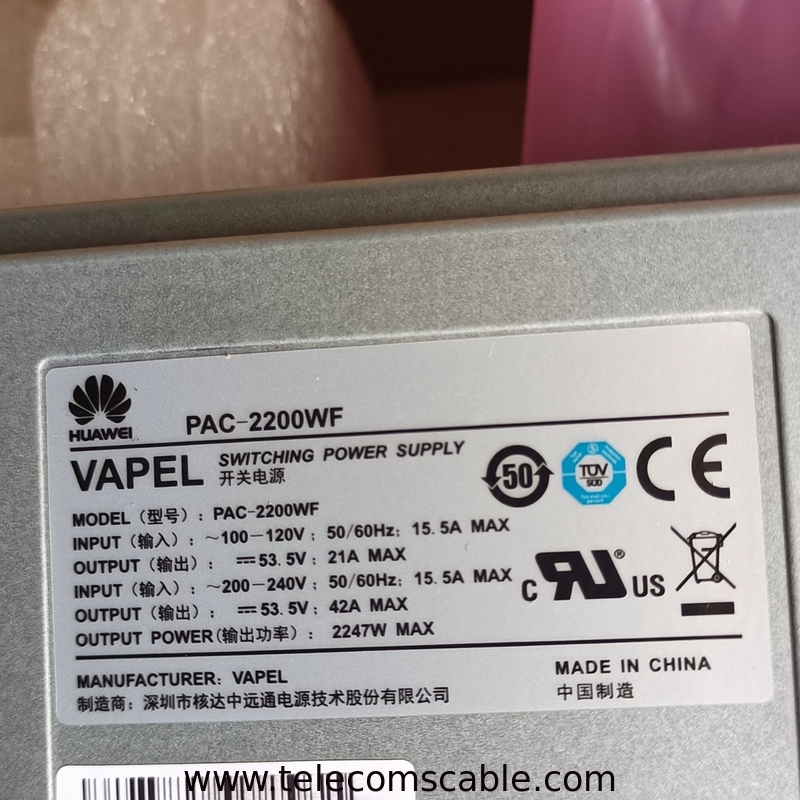 HUAWEI
PAC-2200WF
VAPEL
SWITCHING POWER SUPPLY
开关电源
50
TÜV
SÜD
CE
MODEL（型号）：PAC-2200WF
INPUT（输入）：~100-120V；50/60Hz；15.5A MAX
OUTPUT（输出）：⎓53.5V；21A MAX
INPUT（输入）：~200-240V；50/60Hz；15.5A MAX
OUTPUT（输出）：⎓53.5V；42A MAX
OUTPUT POWER（输出功率）：2247W MAX
C RU® US
MANUFACTURER: VAPEL
制造商：深圳市核达中远通电源技术股份有限公司
MADE IN CHINA
中国制造
www.telecomscable.com